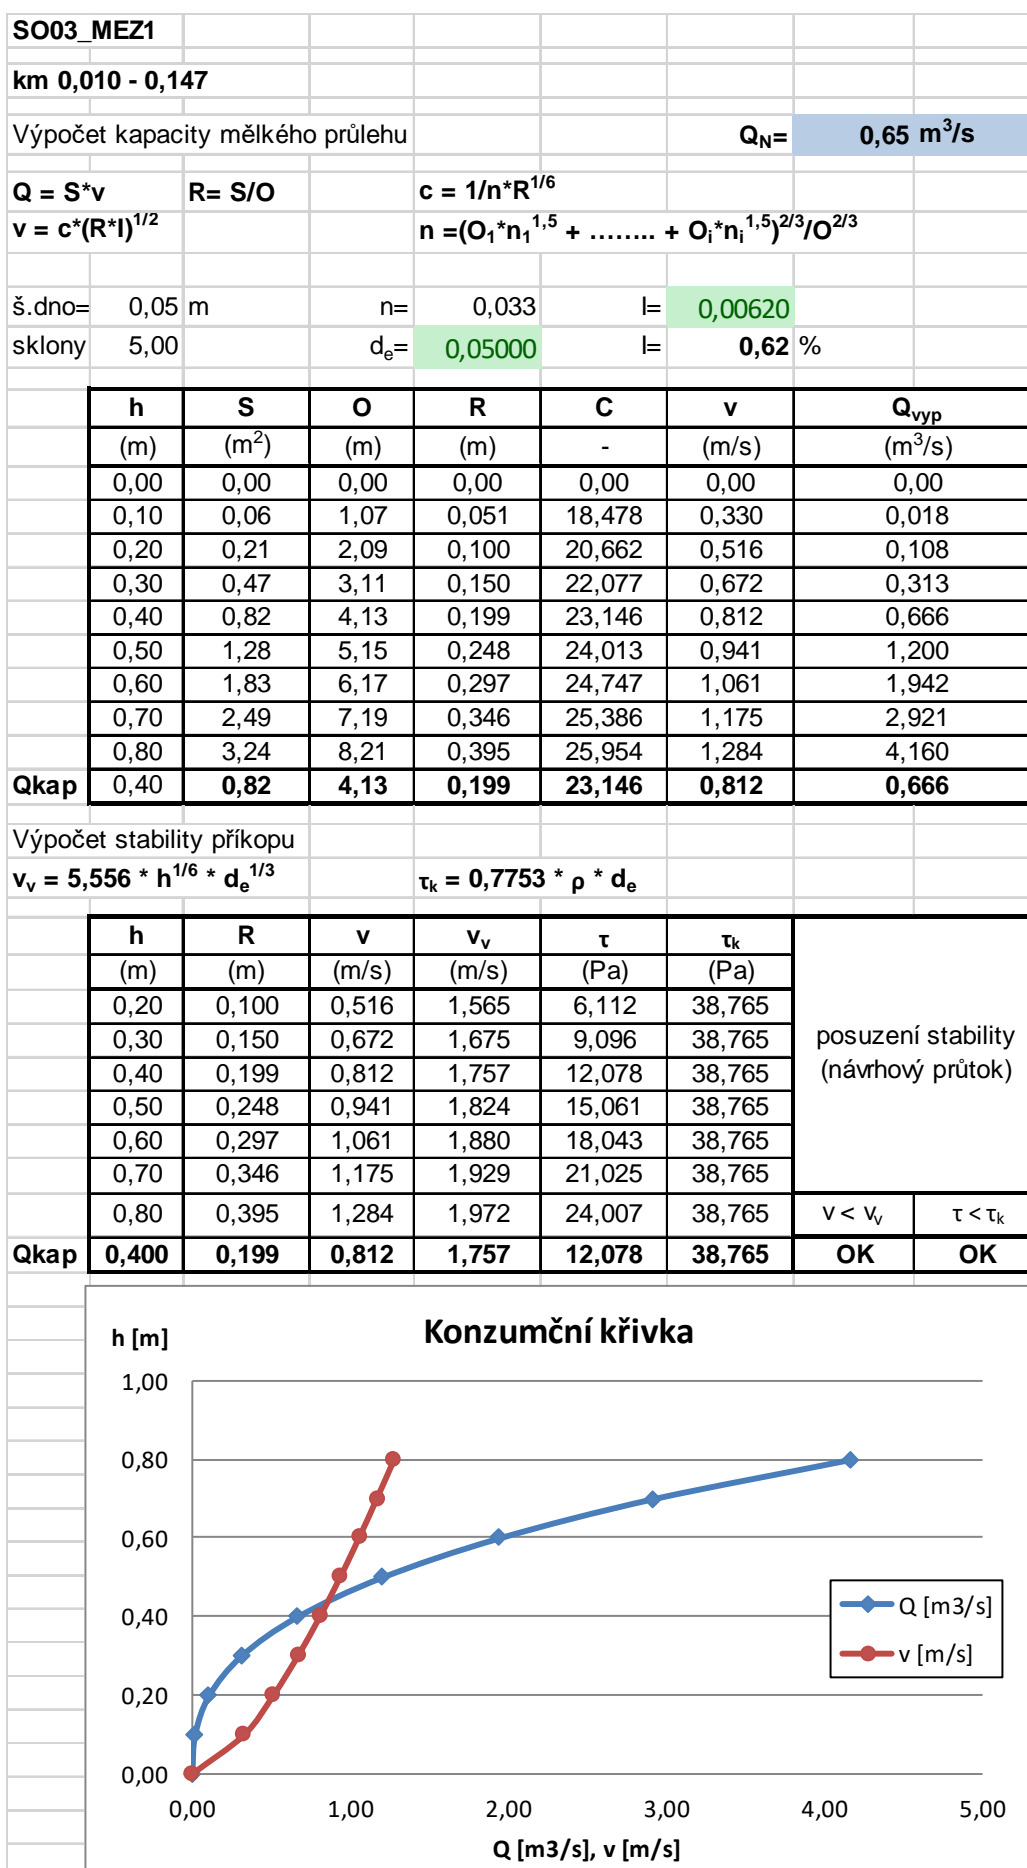 SO03_MEZ1
km 0,010 - 0,147
Výpočet kapacity mělkého průlehu Q_N= 0,65 m³/s
Q = S*v R= S/O c = 1/n*R^1/6
v = c*(R*I)^1/2 n =(O₁*n₁^1,5 + ........ + Oᵢ*nᵢ^1,5)^2/3/O^2/3
š.dno= 0,05 m n= 0,033 I= 0,00620
sklony 5,00 dₑ= 0,05000 I= 0,62 %
h S O R C v Q_vyp
(m) (m²) (m) (m) - (m/s) (m³/s)
0,00 0,00 0,00 0,00 0,00 0,00 0,00
0,10 0,06 1,07 0,051 18,478 0,330 0,018
0,20 0,21 2,09 0,100 20,662 0,516 0,108
0,30 0,47 3,11 0,150 22,077 0,672 0,313
0,40 0,82 4,13 0,199 23,146 0,812 0,666
0,50 1,28 5,15 0,248 24,013 0,941 1,200
0,60 1,83 6,17 0,297 24,747 1,061 1,942
0,70 2,49 7,19 0,346 25,386 1,175 2,921
0,80 3,24 8,21 0,395 25,954 1,284 4,160
Qkap 0,40 0,82 4,13 0,199 23,146 0,812 0,666
Výpočet stability příkopu
vᵥ = 5,556 * h^1/6 * dₑ^1/3 τₖ = 0,7753 * ρ * dₑ
h R v vᵥ τ τₖ
(m) (m) (m/s) (m/s) (Pa) (Pa)
0,20 0,100 0,516 1,565 6,112 38,765
0,30 0,150 0,672 1,675 9,096 38,765
0,40 0,199 0,812 1,757 12,078 38,765
0,50 0,248 0,941 1,824 15,061 38,765
0,60 0,297 1,061 1,880 18,043 38,765
0,70 0,346 1,175 1,929 21,025 38,765
posuzení stability
(návrhový průtok)
0,80 0,395 1,284 1,972 24,007 38,765 v < vᵥ τ < τₖ
Qkap 0,400 0,199 0,812 1,757 12,078 38,765 OK OK
Konzumční křivka
h [m]
1,00
0,80
0,60
0,40
0,20
0,00
Q [m3/s]
v [m/s]
0,00 1,00 2,00 3,00 4,00 5,00
Q [m3/s], v [m/s]